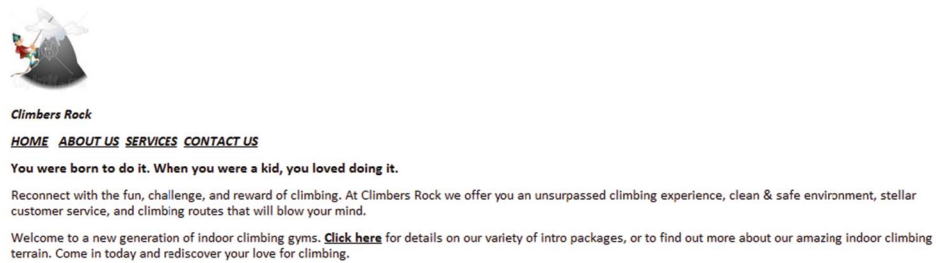 Climbers Rock
HOME ABOUT US SERVICES CONTACT US
You were born to do it. When you were a kid, you loved doing it.
Reconnect with the fun, challenge, and reward of climbing. At Climbers Rock we offer you an unsurpassed climbing experience, clean & safe environment, stellar
customer service, and climbing routes that will blow your mind.
Welcome to a new generation of indoor climbing gyms. Click here for details on our variety of intro packages, or to find out more about our amazing indoor climbing
terrain. Come in today and rediscover your love for climbing.